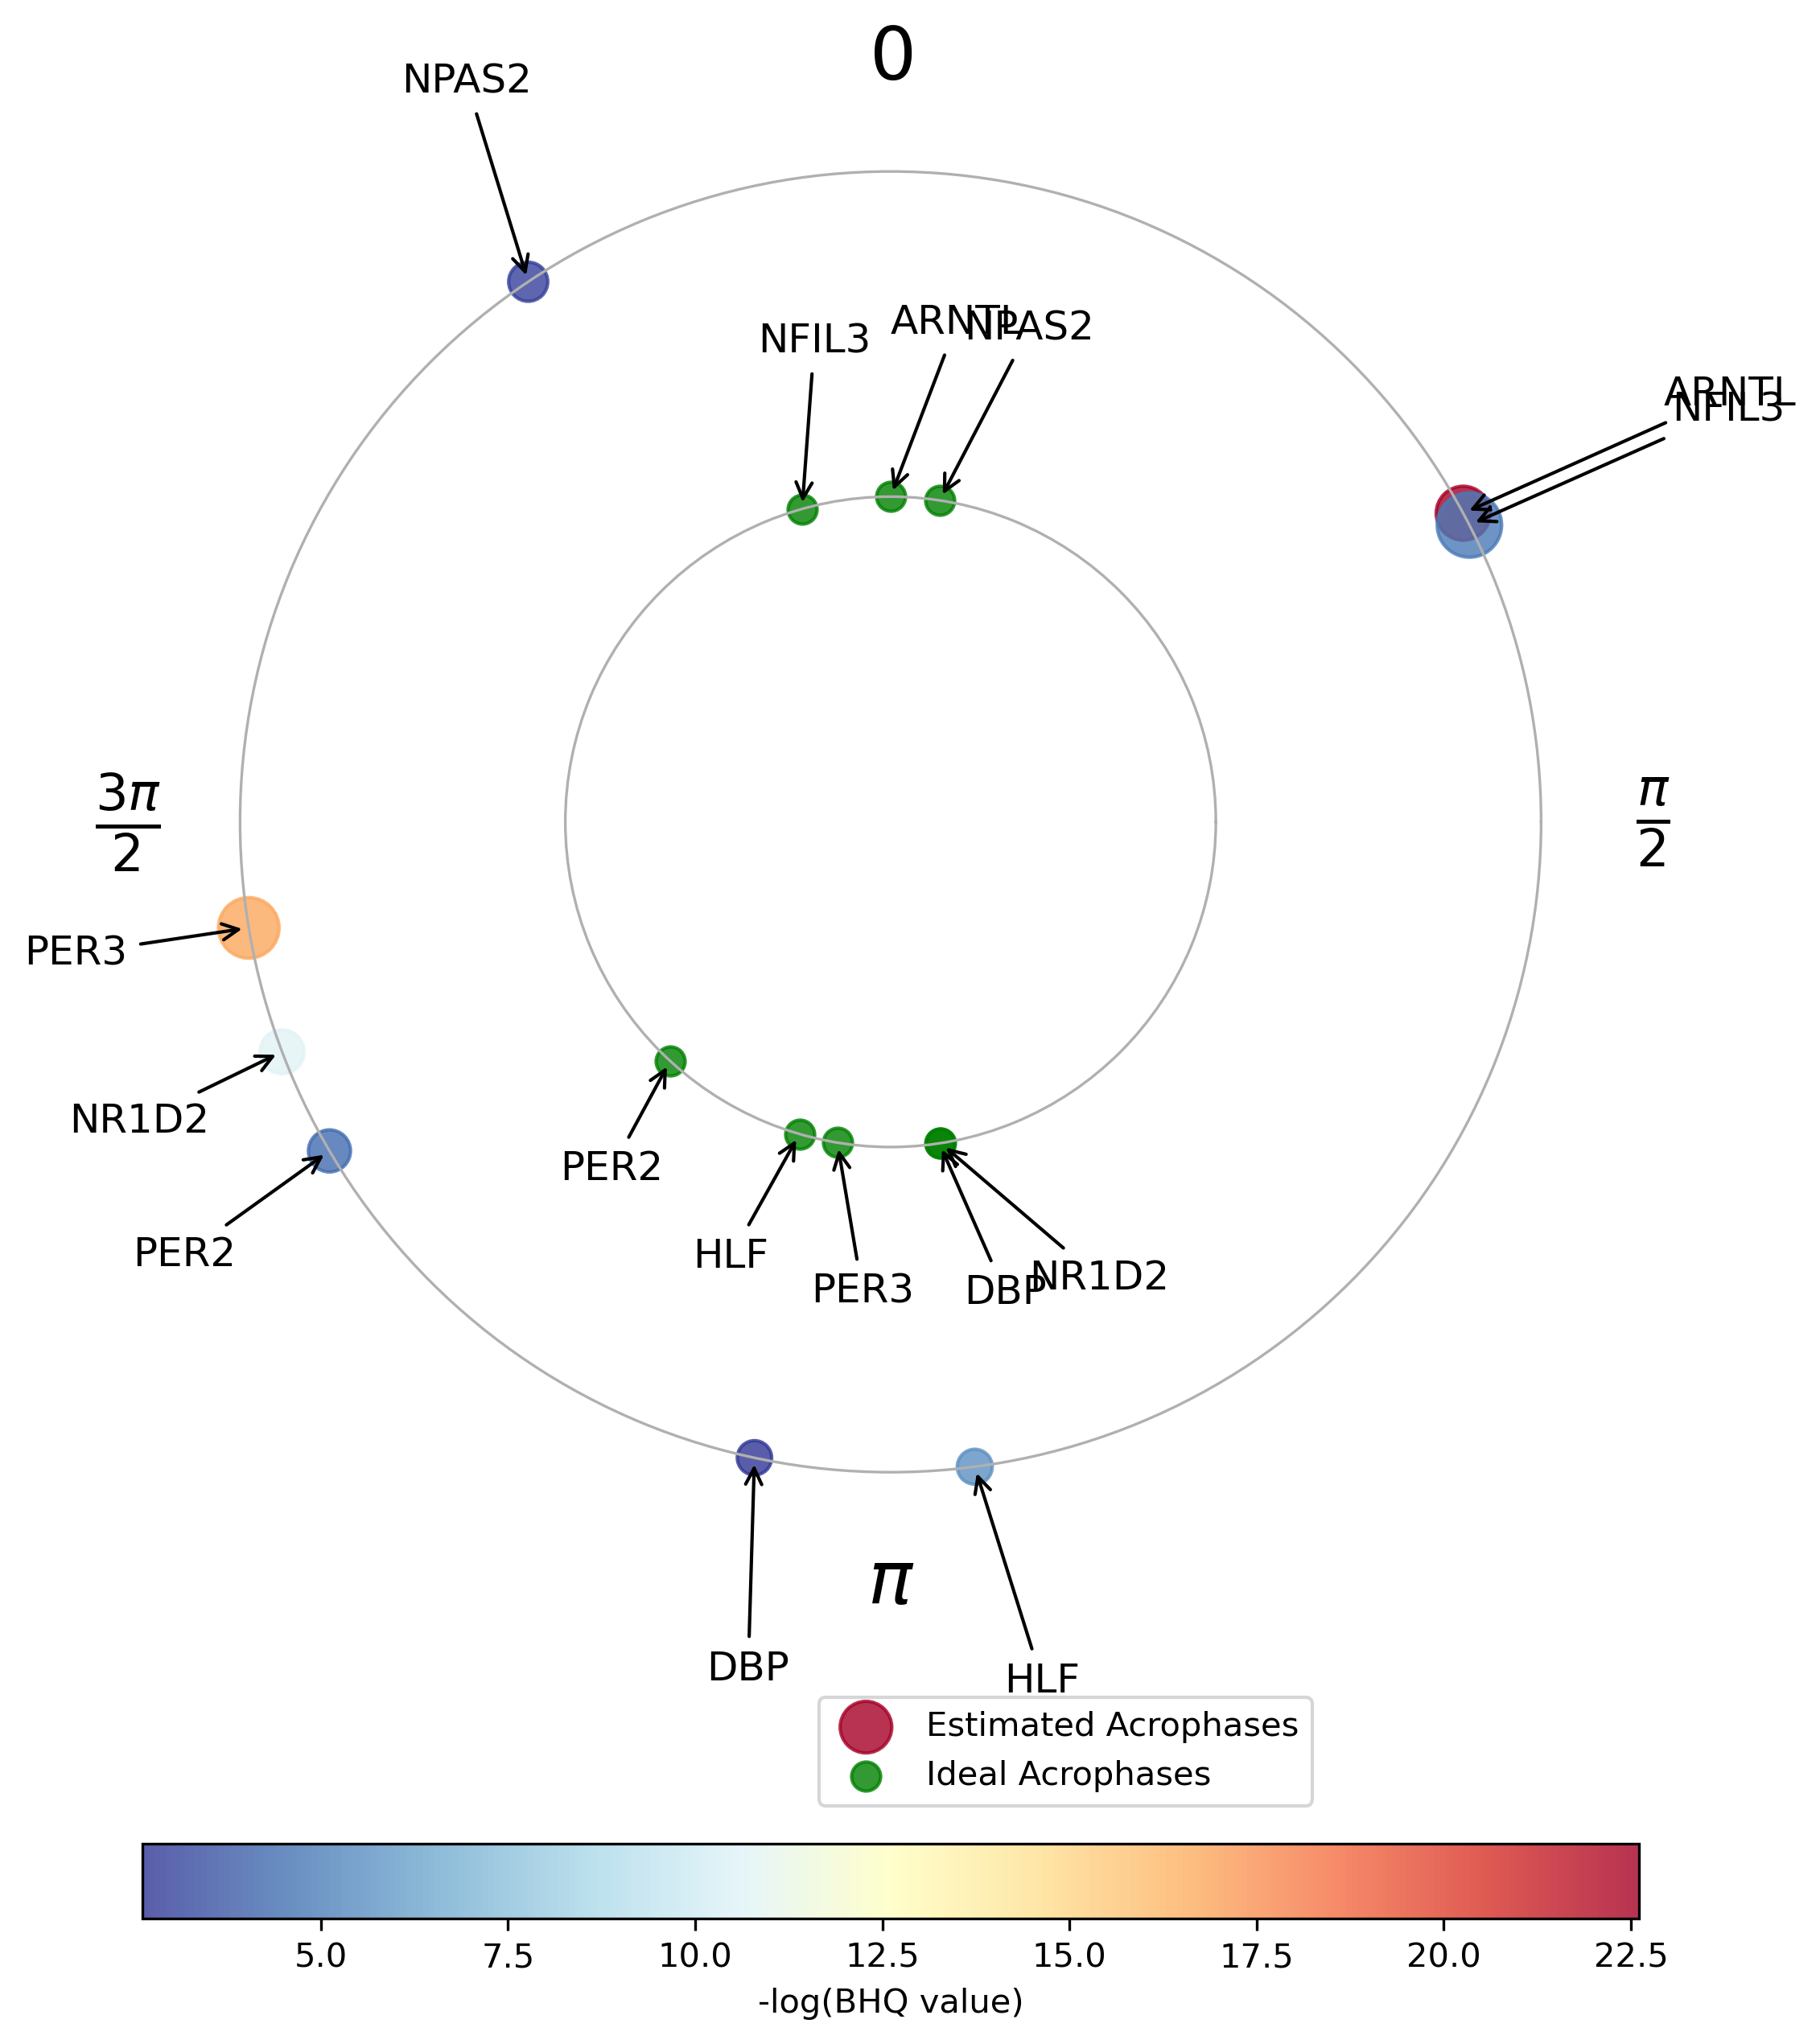 0
NPAS2
NFIL3
ARNTL
NPAS2
ARNTL
NFIL3
3π
2
π
2
PER3
NR1D2
PER2
PER2
HLF
PER3
DBP
NR1D2
π
DBP
HLF
Estimated Acrophases
Ideal Acrophases
5.0 7.5 10.0 12.5 15.0 17.5 20.0 22.5
-log(BHQ value)